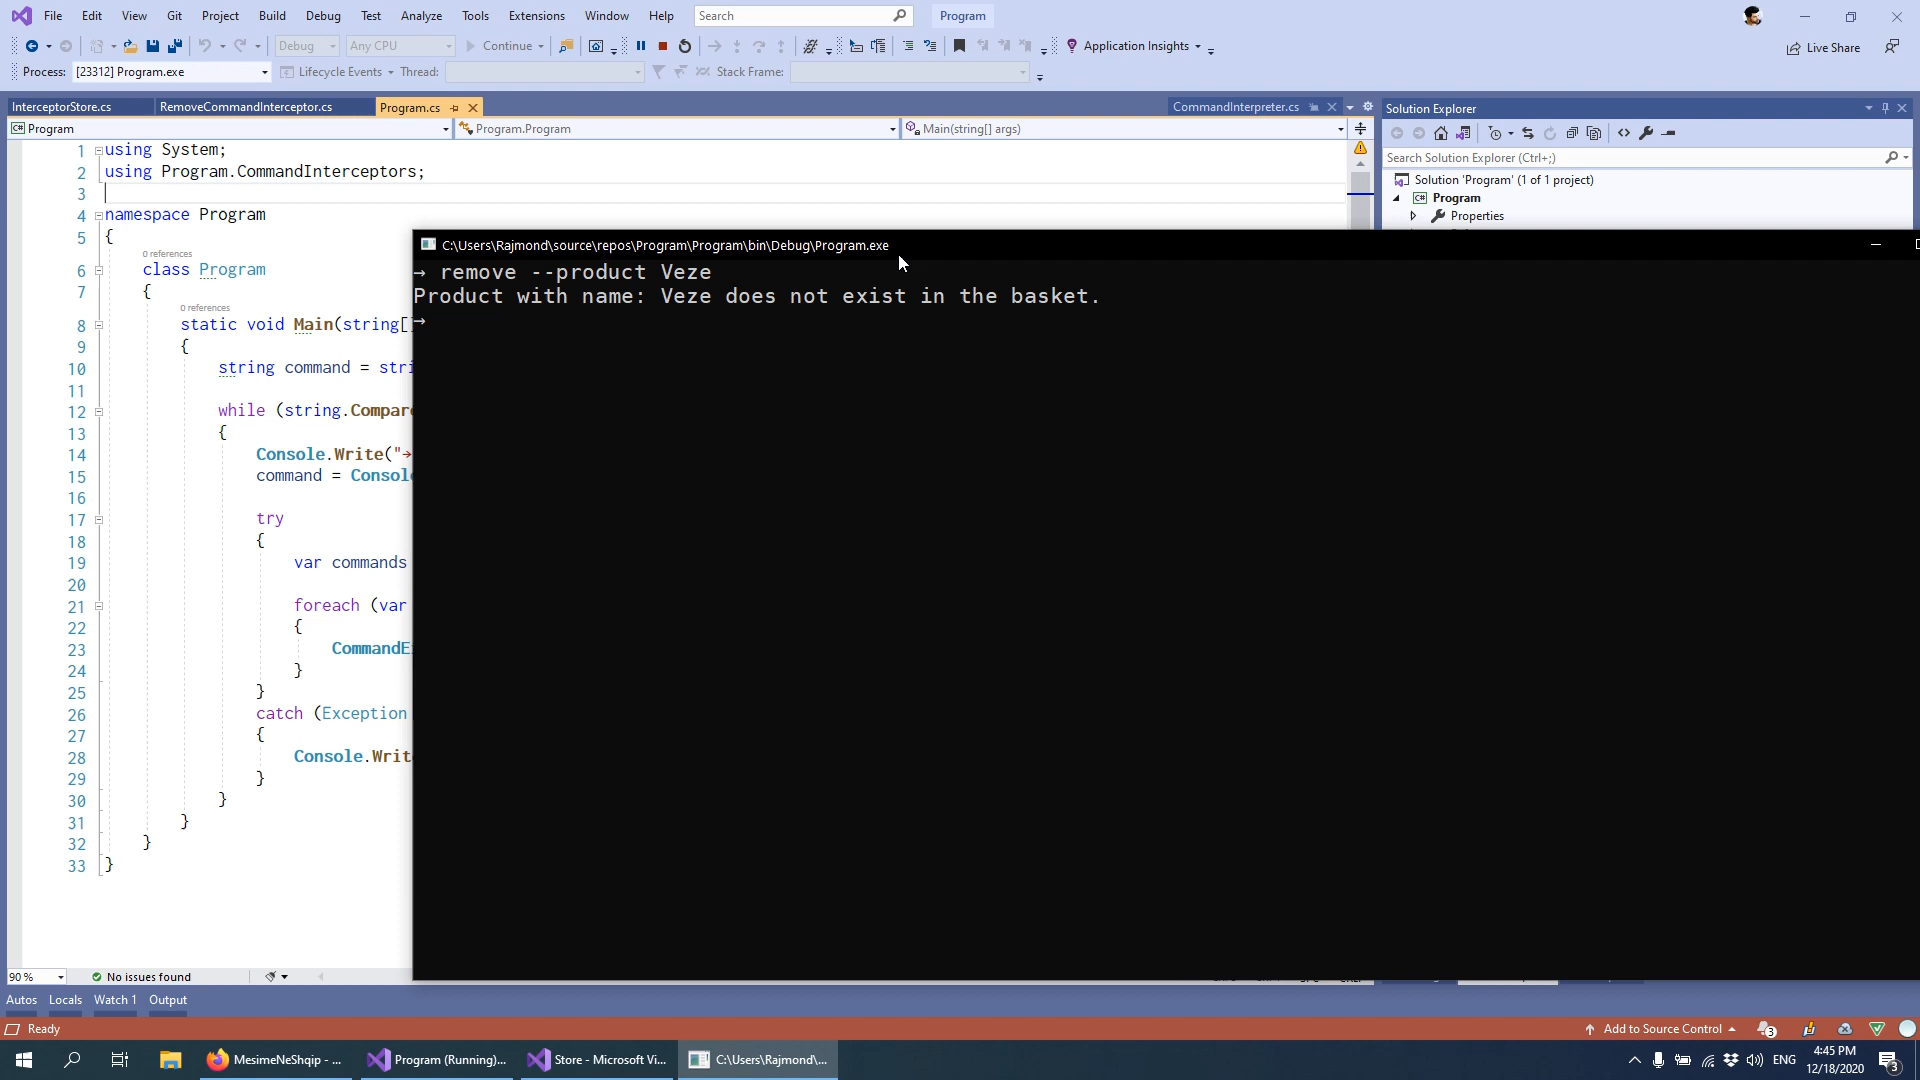 File Edit View Git Project Build Debug Test Analyze Tools Extensions Window Help Search Program
Debug Any CPU Continue Application Insights Live Share
Process: [23312] Program.exe Lifecycle Events Thread: Stack Frame:
InterceptorStore.cs RemoveCommandInterceptor.cs Program.cs CommandInterpreter.cs Solution Explorer
Program Program.Program Main(string[] args)
Search Solution Explorer (Ctrl+;)
Solution 'Program' (1 of 1 project)
Program
Properties
1 using System;
2 using Program.CommandInterceptors;
3
4 namespace Program
5 {
0 references
6 class Program
7 {
0 references
8 static void Main(string[]
9 {
10 string command = stri
11
12 while (string.Compare
13 {
14 Console.Write("→
15 command = Consol
16
17 try
18 {
19 var commands
20
21 foreach (var
22 {
23 CommandE
24 }
25 }
26 catch (Exception
27 {
28 Console.Writ
29 }
30 }
31 }
32 }
33 }
C:\Users\Rajmond\source\repos\Program\Program\bin\Debug\Program.exe
→ remove --product Veze
Product with name: Veze does not exist in the basket.
→
90 % No issues found
Autos Locals Watch 1 Output
Ready Add to Source Control 3
MesimeNeShqip - ... Program (Running)... Store - Microsoft Vi... C:\Users\Rajmond\... ENG 4:45 PM
12/18/2020 3